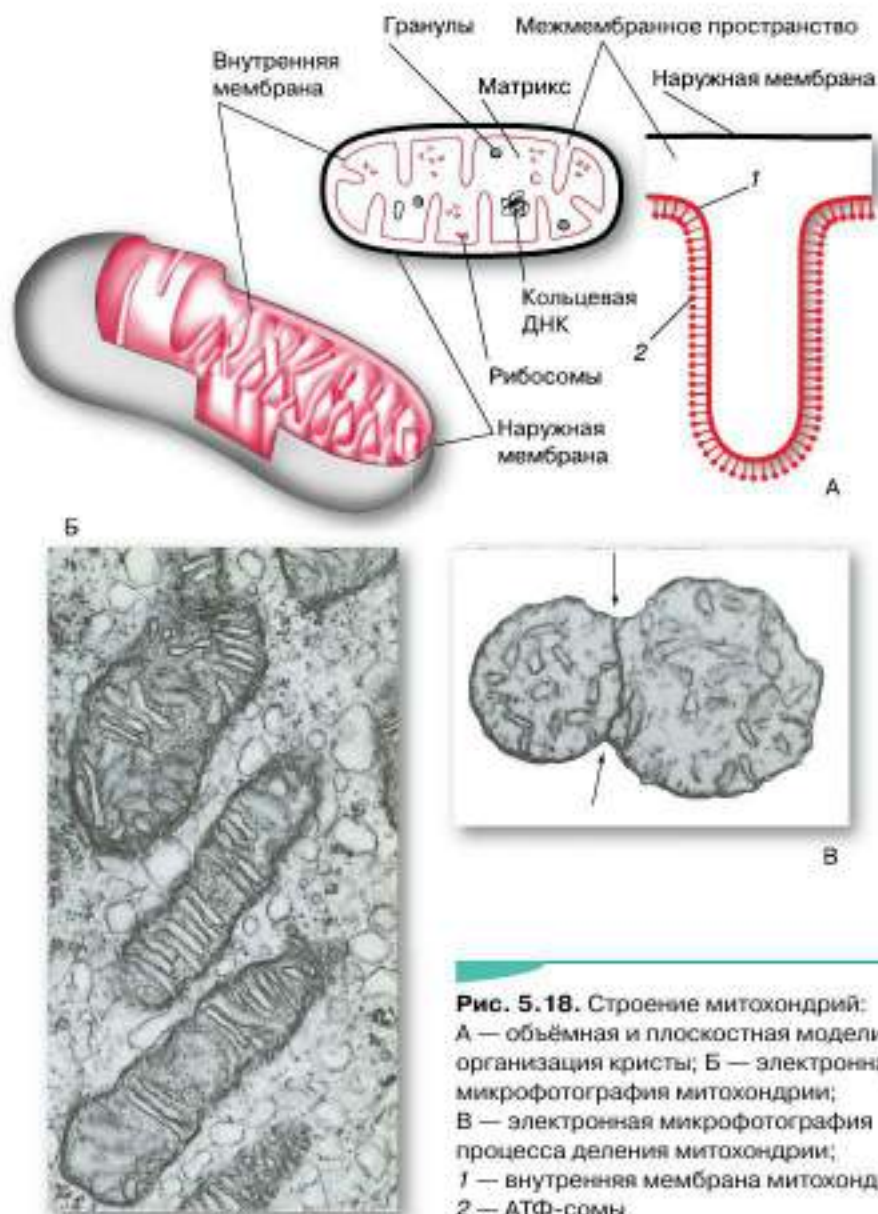 Гранулы
Межмембранное пространство
Внутренняя
мембрана
Матрикс
Наружная мембрана
1
Кольцевая
ДНК
2
Рибосомы
Наружная
мембрана
А
Б
В
Рис. 5.18. Строение митохондрий:
А — объёмная и плоскостная модели
организация кристы; Б — электронна
микрофотография митохондрии;
В — электронная микрофотография
процесса деления митохондрии;
1 — внутренняя мембрана митохонд
2 — АТФ-сомы